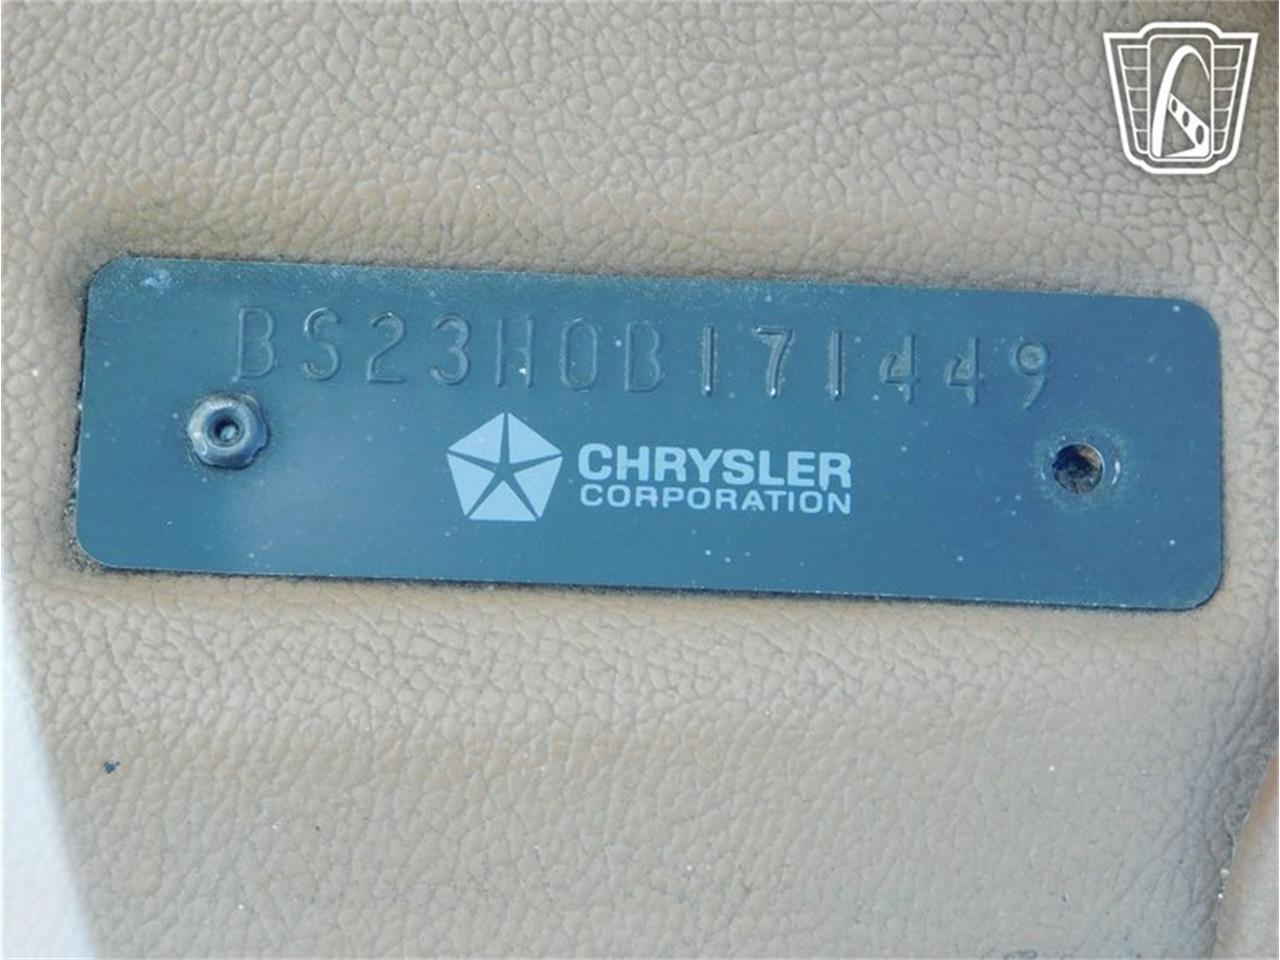 BS23H0B171449
CHRYSLER
CORPORATION